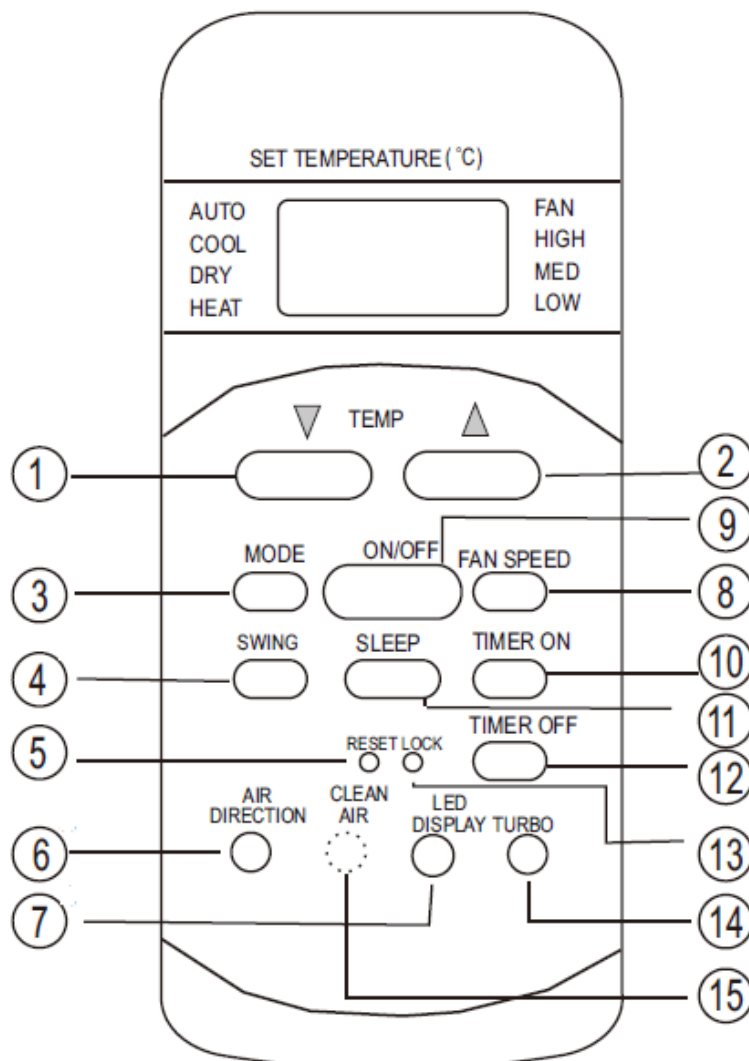 SET TEMPERATURE (°C)
AUTO
COOL
DRY
HEAT
FAN
HIGH
MED
LOW
TEMP
1
2
9
MODE
ON/OFF
FAN SPEED
3
8
SWING
SLEEP
TIMER ON
4
10
11
TIMER OFF
5
RESET LOCK
12
AIR
DIRECTION
CLEAN
AIR
LED
DISPLAY TURBO
6
13
7
14
15